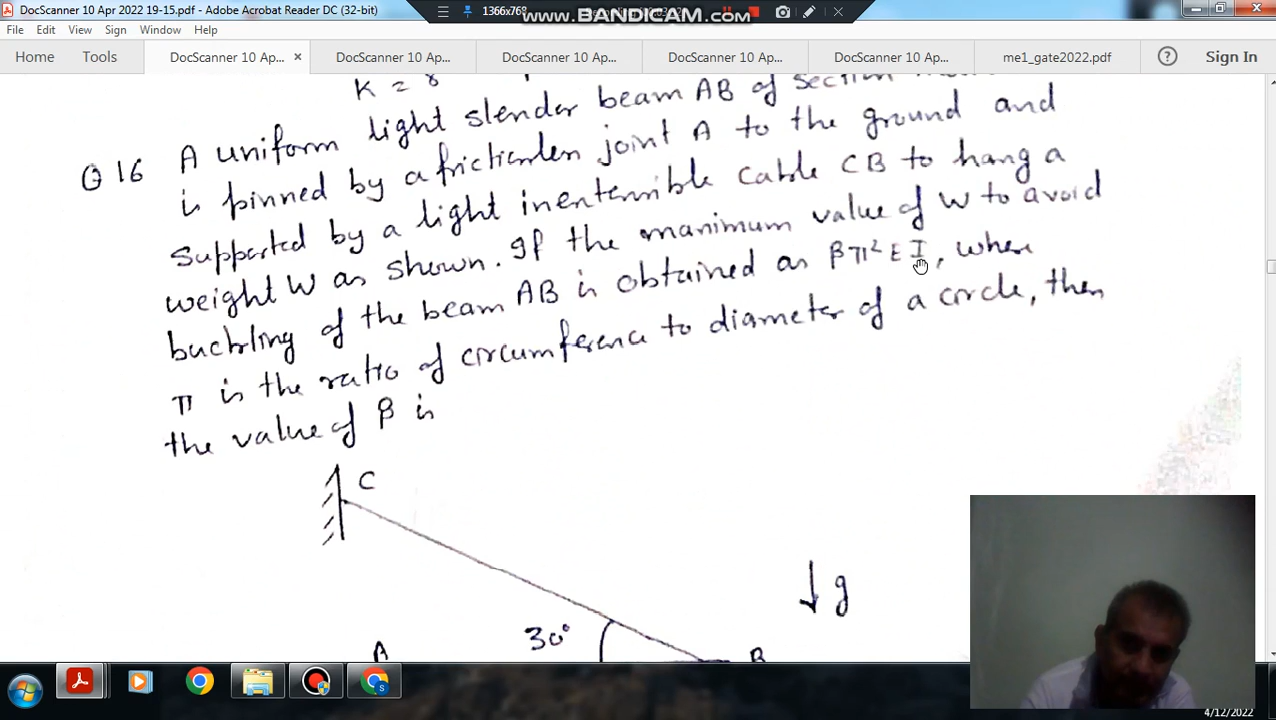 DocScanner 10 Apr 2022 19-15.pdf - Adobe Acrobat Reader DC (32-bit)
1366x768
www.BANDICAM.com
File Edit View Sign Window Help
Home Tools DocScanner 10 Ap... × DocScanner 10 Ap... DocScanner 10 Ap... DocScanner 10 Ap... DocScanner 10 Ap... me1_gate2022.pdf Sign In
K = 8
Q 16 A uniform light slender beam AB of section
is pinned by a frictionless joint A to the ground and
supported by a light inextensible cable CB to hang a
weight W as shown. If the maximum value of W to avoid
buckling of the beam AB is obtained as βπ² E I, where
π is the ratio of circumference to diameter of a circle, then
the value of β is
C
g
30°
A
B
4/12/2022